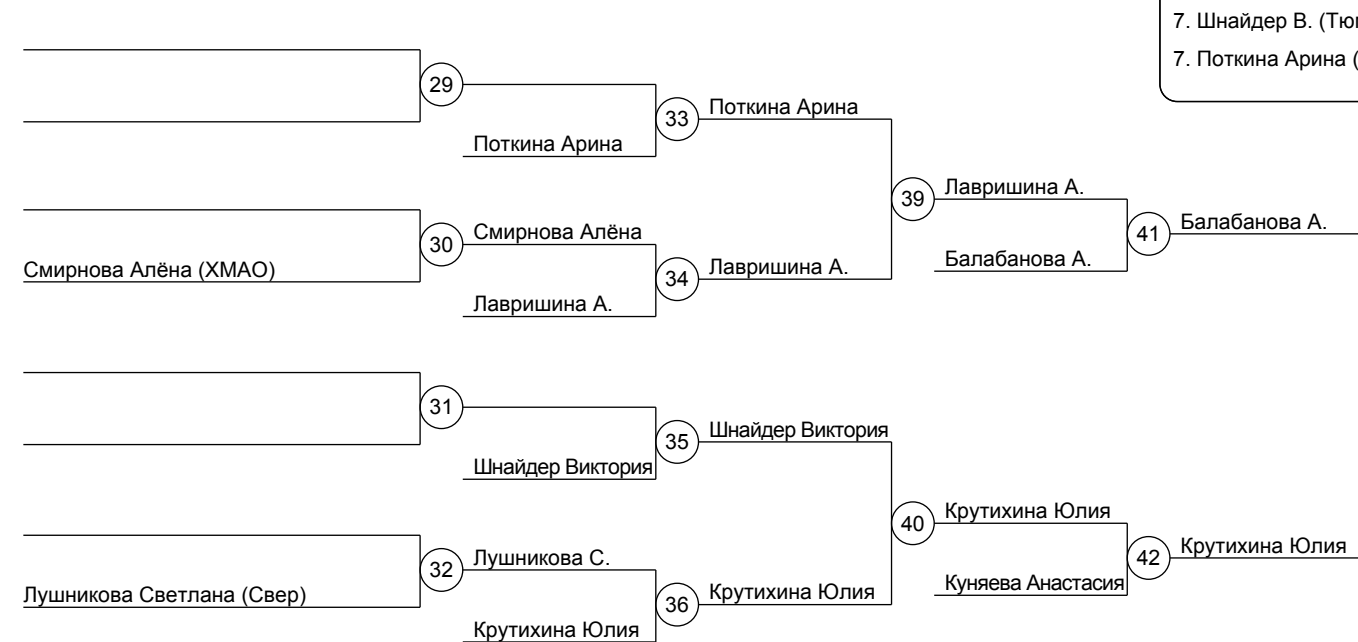 7. Шнайдер В. (Тю
7. Поткина Арина (
29
33
Поткина Арина
Поткина Арина
39
Лавришина А.
41
Балабанова А.
30
Смирнова Алёна
Смирнова Алёна (ХМАО)
34
Лавришина А.
Балабанова А.
Лавришина А.
31
35
Шнайдер Виктория
Шнайдер Виктория
40
Крутихина Юлия
42
Крутихина Юлия
32
Лушникова С.
Лушникова Светлана (Свер)
36
Крутихина Юлия
Куняева Анастасия
Крутихина Юлия